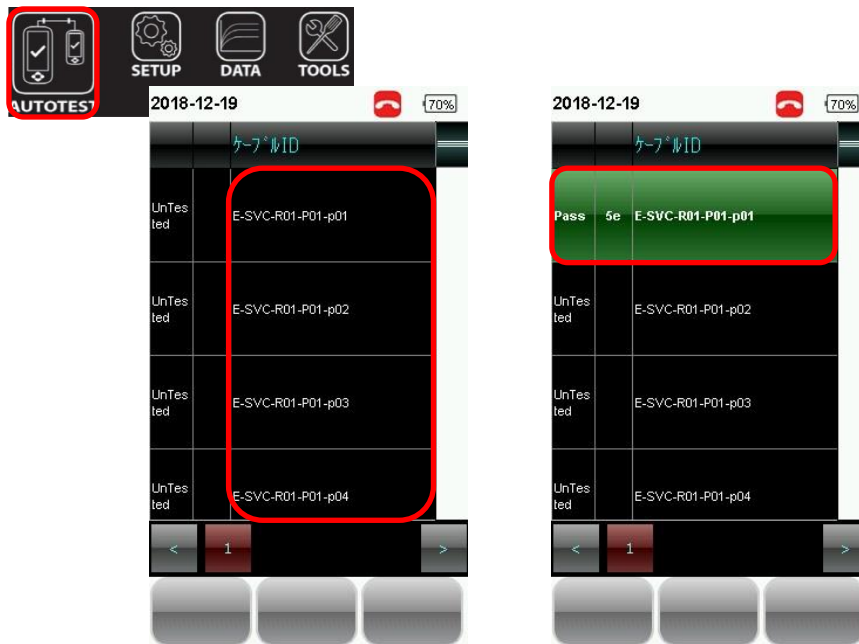 AUTOTEST
SETUP
DATA
TOOLS
2018-12-19
70%
ｹｰﾌﾞﾙID
UnTes
ted
E-SVC-R01-P01-p01
UnTes
ted
E-SVC-R01-P01-p02
UnTes
ted
E-SVC-R01-P01-p03
UnTes
ted
E-SVC-R01-P01-p04
<
1
>
2018-12-19
70%
ｹｰﾌﾞﾙID
Pass 5e E-SVC-R01-P01-p01
UnTes
ted
E-SVC-R01-P01-p02
UnTes
ted
E-SVC-R01-P01-p03
UnTes
ted
E-SVC-R01-P01-p04
<
1
>